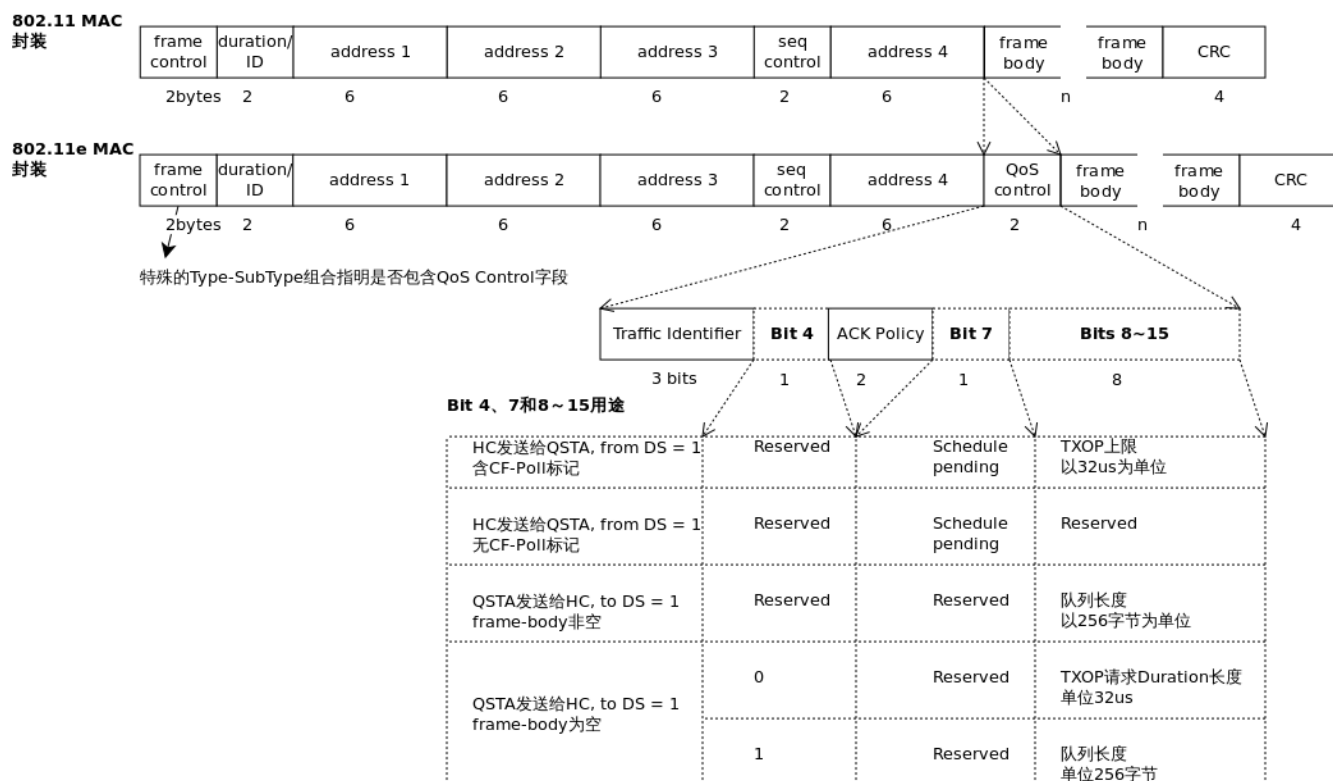 802.11 MAC
封装
frame
control
duration/
ID
address 1
address 2
address 3
seq
control
address 4
frame
body
frame
body
CRC
2bytes 2 6 6 6 2 6 n 4
802.11e MAC
封装
frame
control
duration/
ID
address 1
address 2
address 3
seq
control
address 4
QoS
control
frame
body
frame
body
CRC
2bytes 2 6 6 6 2 6 2 n 4
特殊的Type-SubType组合指明是否包含QoS Control字段
Traffic Identifier
Bit 4
ACK Policy
Bit 7
Bits 8~15
3 bits 1 2 1 8
Bit 4、7和8～15用途
HC发送给QSTA, from DS = 1
含CF-Poll标记
Reserved
Schedule
pending
TXOP上限
以32us为单位
HC发送给QSTA, from DS = 1
无CF-Poll标记
Reserved
Schedule
pending
Reserved
QSTA发送给HC, to DS = 1
frame-body非空
Reserved
Reserved
队列长度
以256字节为单位
QSTA发送给HC, to DS = 1
frame-body为空
0
Reserved
TXOP请求Duration长度
单位32us
1
Reserved
队列长度
单位256字节